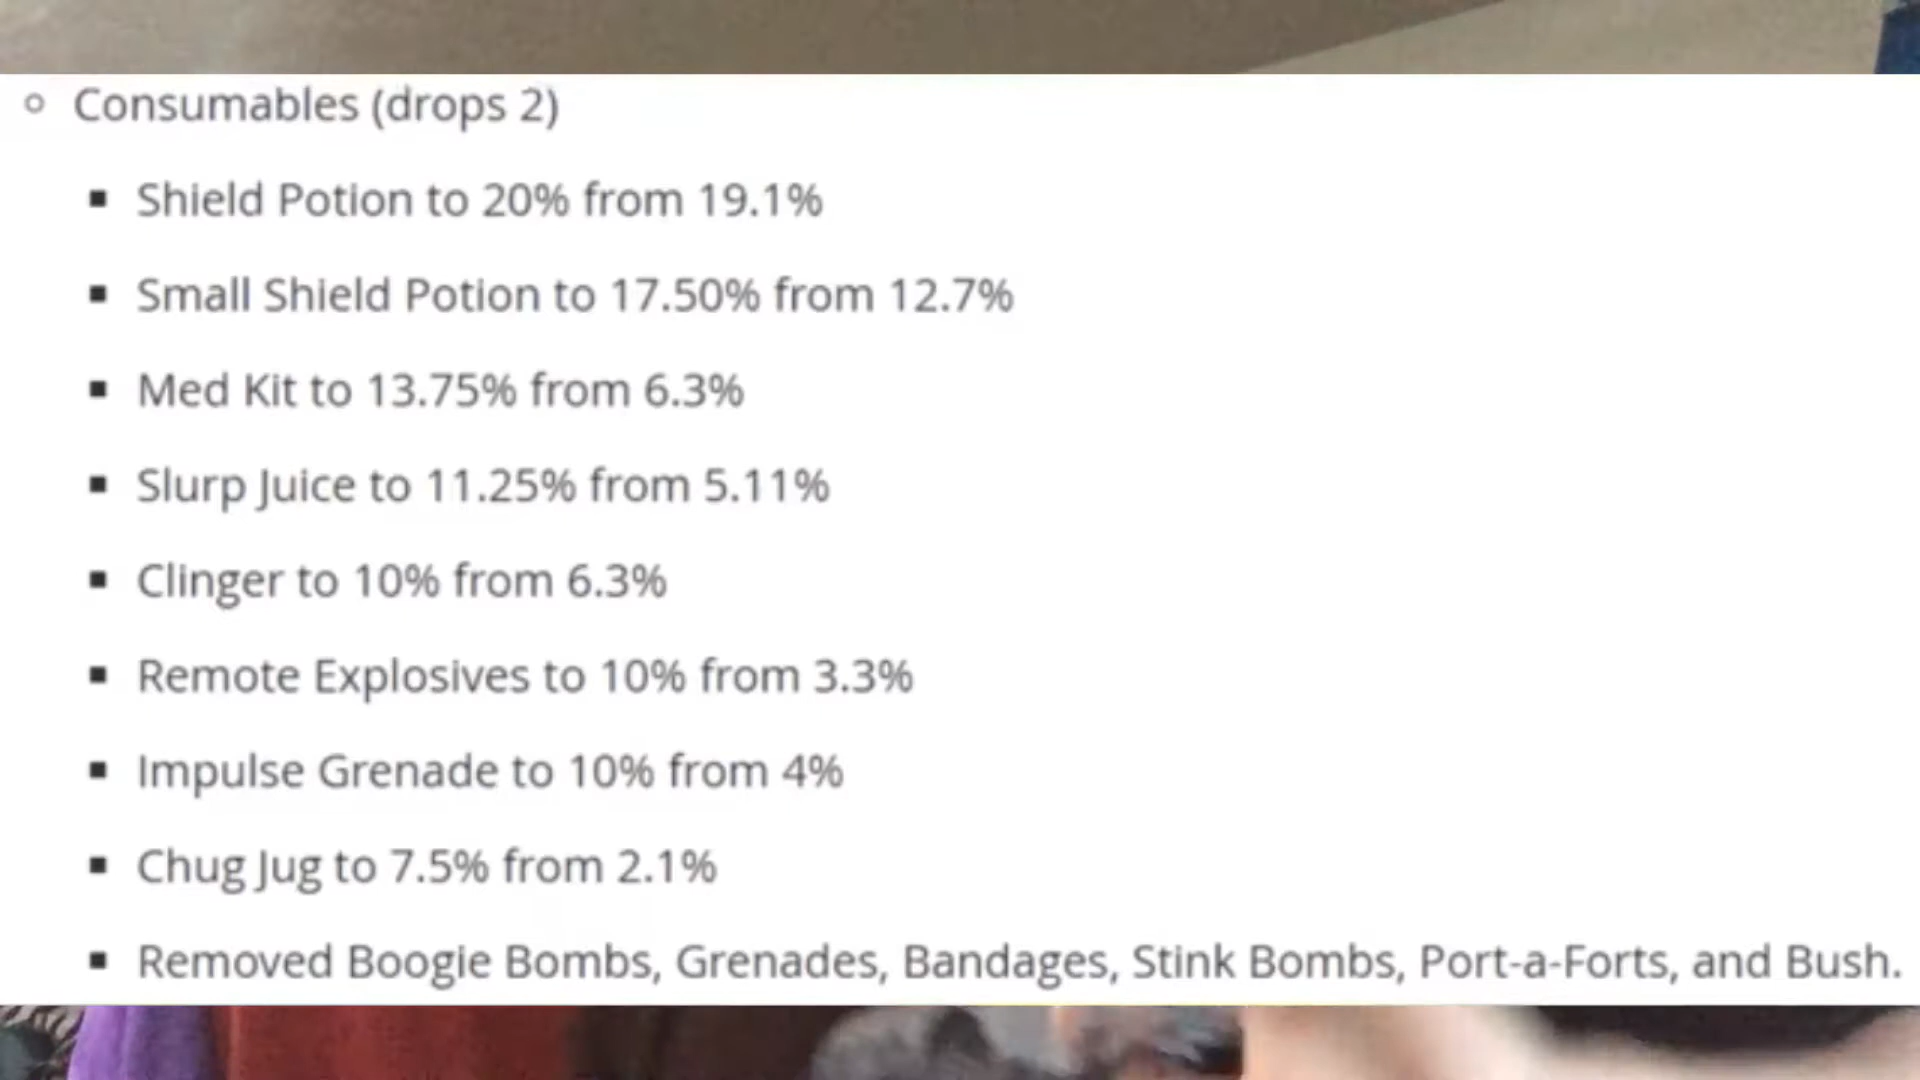 Consumables (drops 2)
Shield Potion to 20% from 19.1%
Small Shield Potion to 17.50% from 12.7%
Med Kit to 13.75% from 6.3%
Slurp Juice to 11.25% from 5.11%
Clinger to 10% from 6.3%
Remote Explosives to 10% from 3.3%
Impulse Grenade to 10% from 4%
Chug Jug to 7.5% from 2.1%
Removed Boogie Bombs, Grenades, Bandages, Stink Bombs, Port-a-Forts, and Bush.